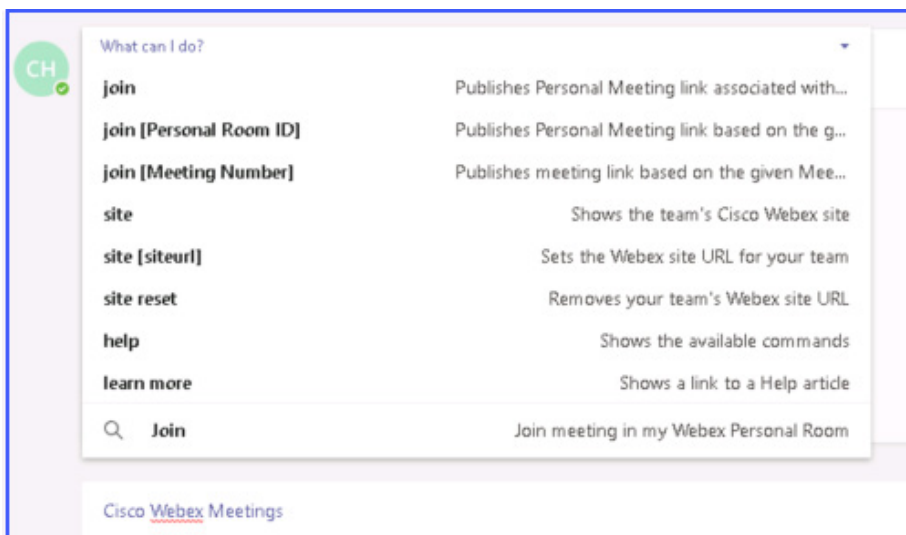 What can I do?
CH
join Publishes Personal Meeting link associated with...
join [Personal Room ID] Publishes Personal Meeting link based on the g...
join [Meeting Number] Publishes meeting link based on the given Mee...
site Shows the team's Cisco Webex site
site [siteurl] Sets the Webex site URL for your team
site reset Removes your team's Webex site URL
help Shows the available commands
learn more Shows a link to a Help article
Join Join meeting in my Webex Personal Room
Cisco Webex Meetings